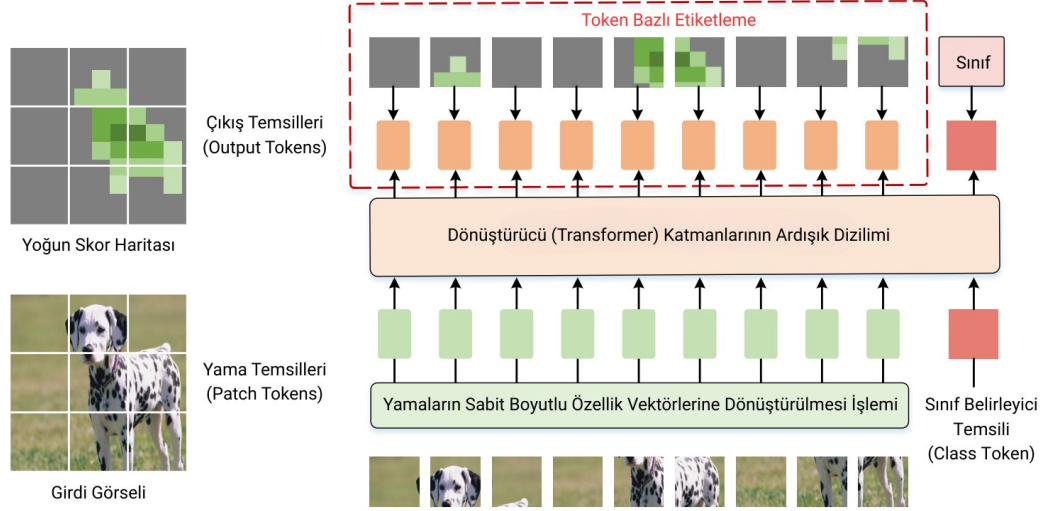 Token Bazlı Etiketleme
Sınıf
Çıkış Temsilleri
(Output Tokens)
Yoğun Skor Haritası
Dönüştürücü (Transformer) Katmanlarının Ardışık Dizilimi
Yama Temsilleri
(Patch Tokens)
Yamaların Sabit Boyutlu Özellik Vektörlerine Dönüştürülmesi İşlemi
Sınıf Belirleyici
Temsili
(Class Token)
Girdi Görseli